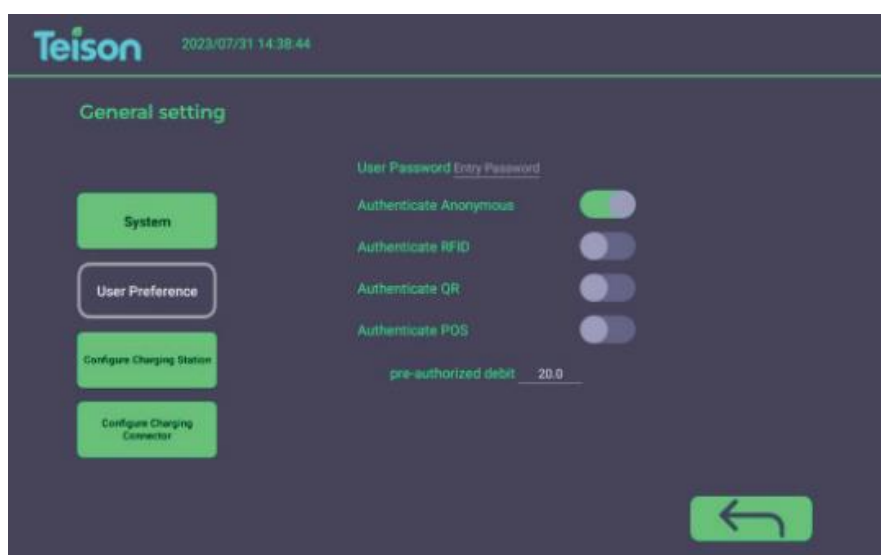 Teison 2023/07/31 14:38:44
General setting
User Password Entry Password
Authenticate Anonymous
System
Authenticate RFID
User Preference
Authenticate QR
Authenticate POS
Configure Charging Station
pre-authorized debit 20.0
Configure Charging
Connector